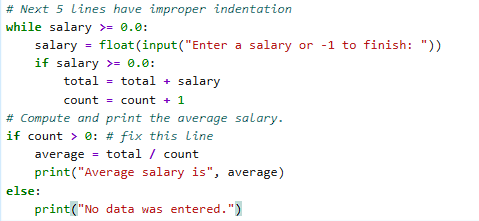 # Next 5 lines have improper indentation
while salary >= 0.0:
    salary = float(input("Enter a salary or -1 to finish: "))
    if salary >= 0.0:
        total = total + salary
        count = count + 1
# Compute and print the average salary.
if count > 0: # fix this line
    average = total / count
    print("Average salary is", average)
else:
    print("No data was entered.")